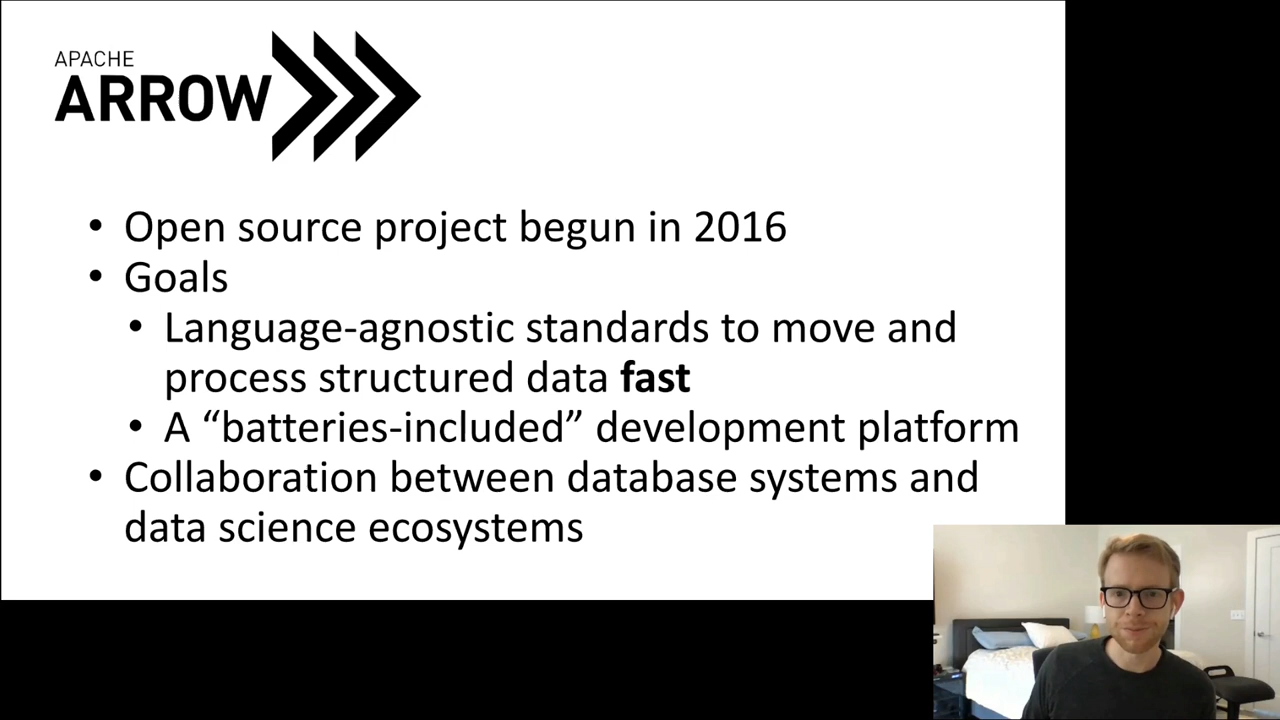 APACHE
ARROW
• Open source project begun in 2016
• Goals
• Language-agnostic standards to move and
process structured data fast
• A “batteries-included” development platform
• Collaboration between database systems and
data science ecosystems